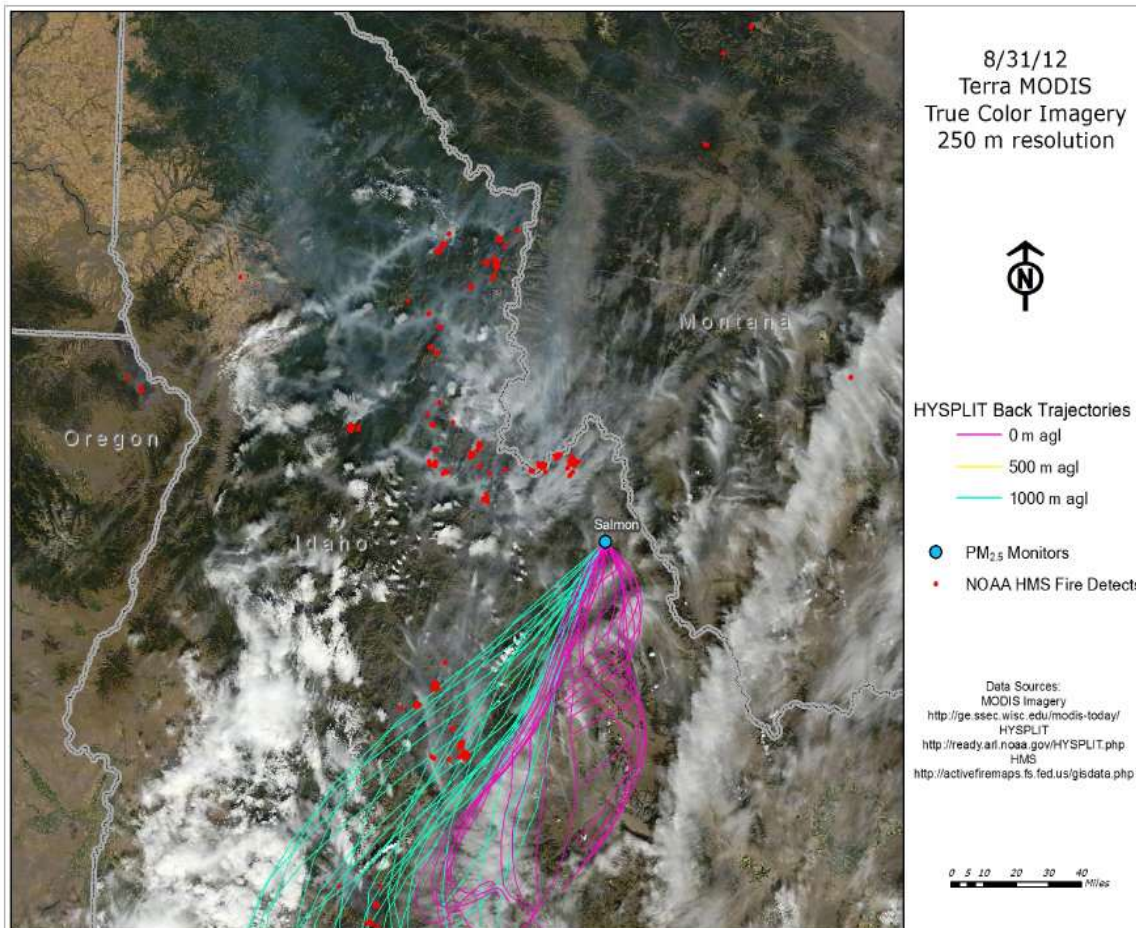 8/31/12
Terra MODIS
True Color Imagery
250 m resolution
N
Montana
Oregon
Idaho
Salmon
HYSPLIT Back Trajectories
0 m agl
500 m agl
1000 m agl
PM2.5 Monitors
NOAA HMS Fire Detects
Data Sources:
MODIS Imagery
http://ge.ssec.wisc.edu/modis-today/
HYSPLIT
http://ready.arl.noaa.gov/HYSPLIT.php
HMS
http://activefiremaps.fs.fed.us/gisdata.php
0 5 10 20 30 40
Miles